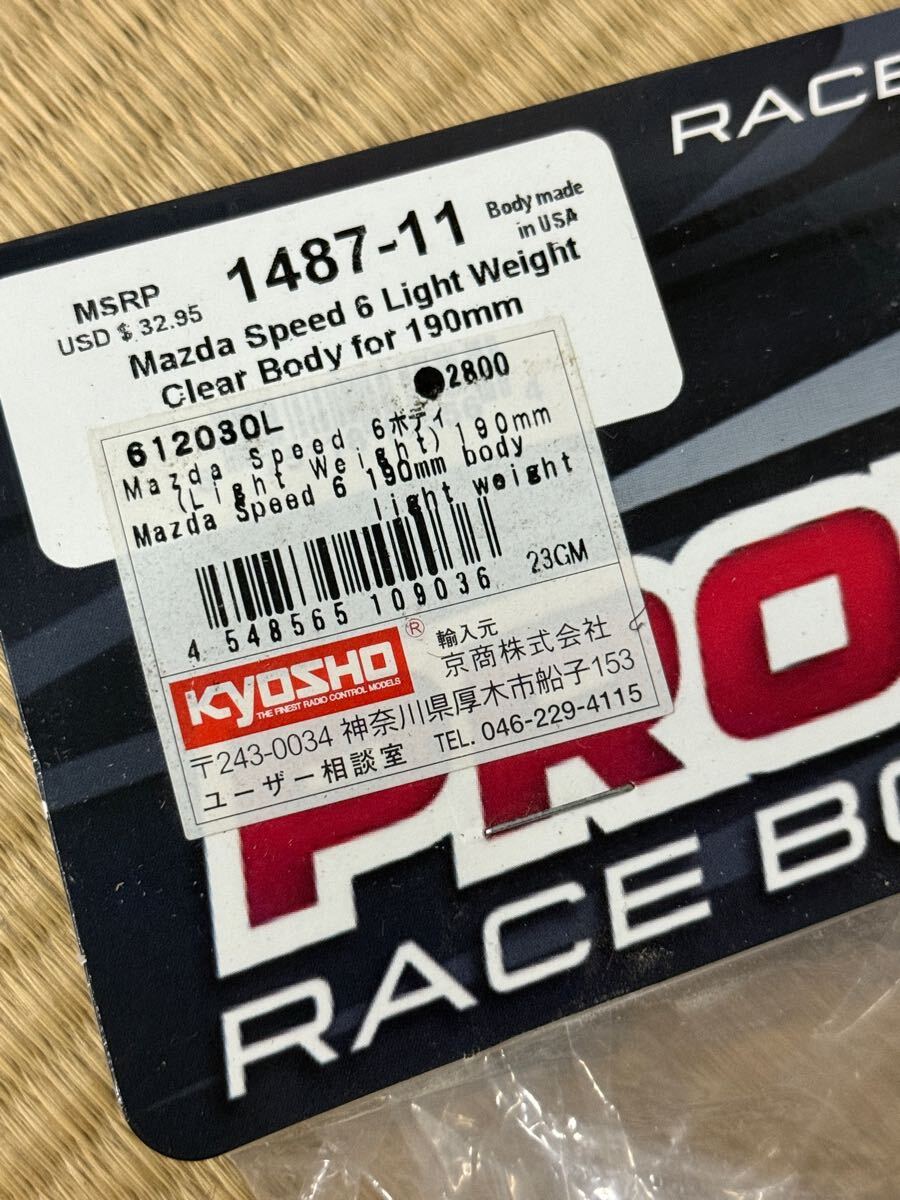 RACE
MSRP
USD $ 32.95
1487-11
Body made
in USA
Mazda Speed 6 Light Weight
Clear Body for 190mm
612030L
●2800
Mazda Speed 6ボディ
(Light Weight)190mm
Mazda Speed 6 190mm body
light weight
4 548565 109036
23GM
KYOSHO®
THE FINEST RADIO CONTROL MODELS
輸入元
京商株式会社
〒243-0034 神奈川県厚木市船子153
ユーザー相談室 TEL. 046-229-4115
PRO
RACE BO